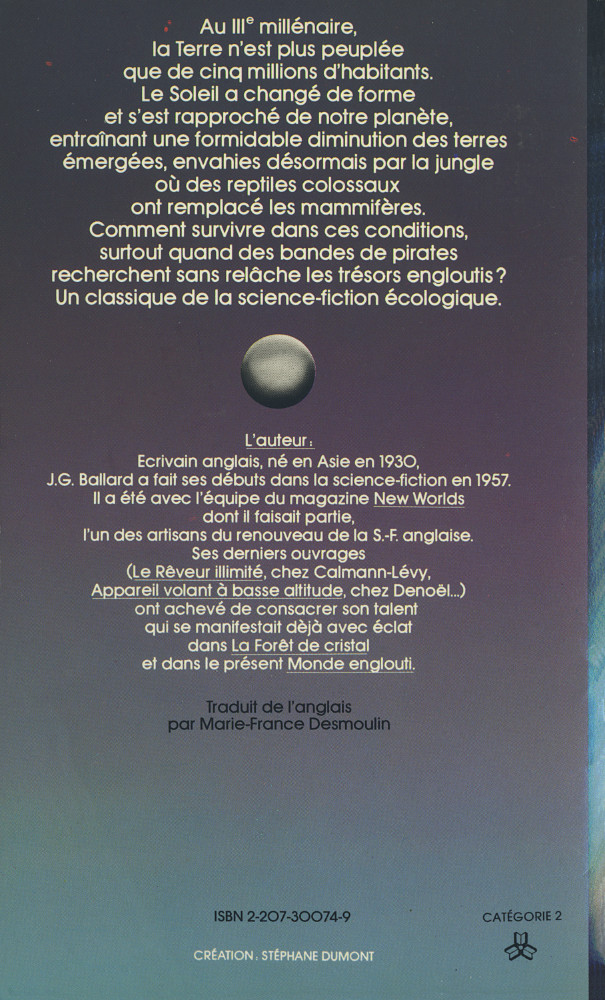 Au IIIe millénaire,
la Terre n'est plus peuplée
que de cinq millions d'habitants.
Le Soleil a changé de forme
et s'est rapproché de notre planète,
entraînant une formidable diminution des terres
émergées, envahies désormais par la jungle
où des reptiles colossaux
ont remplacé les mammifères.
Comment survivre dans ces conditions,
surtout quand des bandes de pirates
recherchent sans relâche les trésors engloutis?
Un classique de la science-fiction écologique.
L'auteur:
Ecrivain anglais, né en Asie en 1930,
J.G. Ballard a fait ses débuts dans la science-fiction en 1957.
Il a été avec l'équipe du magazine New Worlds
dont il faisait partie,
l'un des artisans du renouveau de la S.-F. anglaise.
Ses derniers ouvrages
(Le Rêveur illimité, chez Calmann-Lévy,
Appareil volant à basse altitude, chez Denoël...)
ont achevé de consacrer son talent
qui se manifestait dèjà avec éclat
dans La Forêt de cristal
et dans le présent Monde englouti.
Traduit de l'anglais
par Marie-France Desmoulin
ISBN 2-207-30074-9
CATÉGORIE 2
CRÉATION: STÉPHANE DUMONT